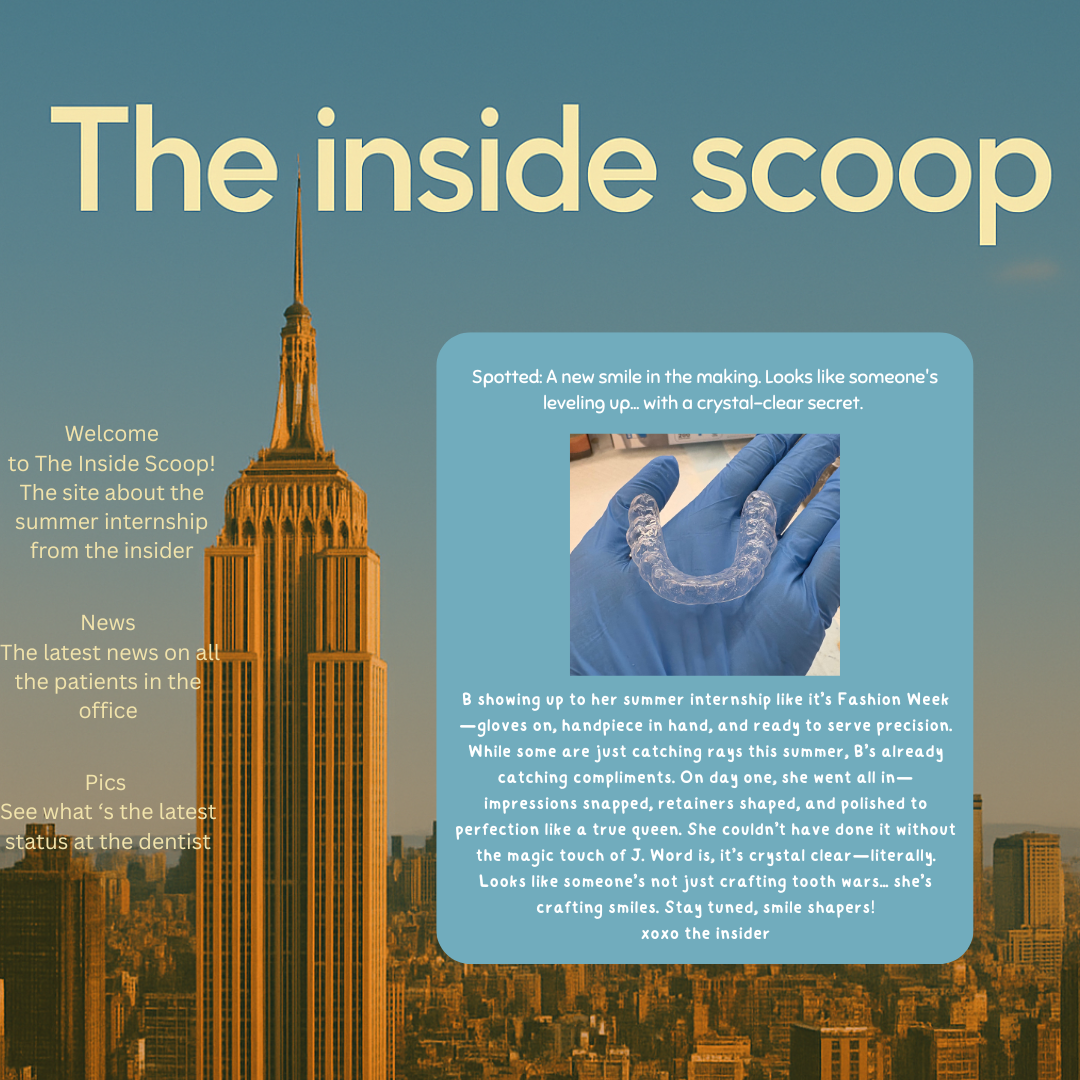 The inside scoop
Welcome
to The Inside Scoop!
The site about the
summer internship
from the insider
News
The latest news on all
the patients in the
office
Pics
See what ‘s the latest
status at the dentist
Spotted: A new smile in the making. Looks like someone's
leveling up... with a crystal-clear secret.
B showing up to her summer internship like it’s Fashion Week
—gloves on, handpiece in hand, and ready to serve precision.
While some are just catching rays this summer, B’s already
catching compliments. On day one, she went all in—
impressions snapped, retainers shaped, and polished to
perfection like a true queen. She couldn’t have done it without
the magic touch of J. Word is, it’s crystal clear—literally.
Looks like someone’s not just crafting tooth wars… she’s
crafting smiles. Stay tuned, smile shapers!
xoxo the insider